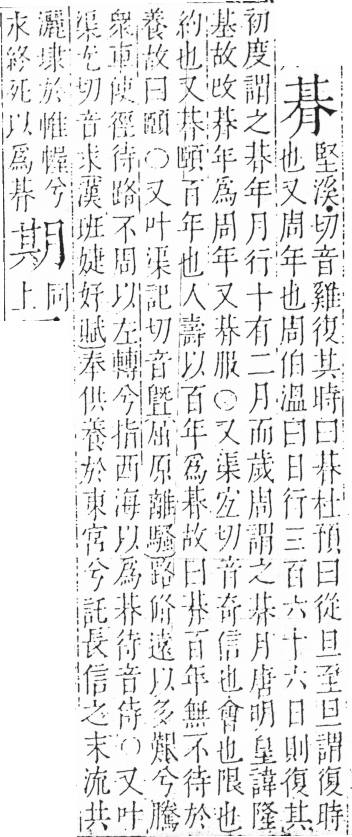 朞
堅溪切音雞復其時曰朞杜預曰從旦至旦謂復時
也又周年也周伯溫曰日行三百六十六日則復其
初度謂之朞年月行十有二月而歲周謂之朞月唐明皇諱隆
基故改朞年爲周年又朞服○又渠宜切音奇信也會也限也
約也又朞頤百年也人壽以百年爲朞故曰朞百年無不待於
養故曰頤○又叶渠記切音曁屈原離騷路脩遠以多艱兮騰
衆車使徑待路不周以左轉兮指西海以爲朞待音侍○又叶
渠尤切音求漢班婕妤賦奉供養於東宮兮託長信之末流共
灑埽於帷幄兮
永終死以爲朞
期
同
上